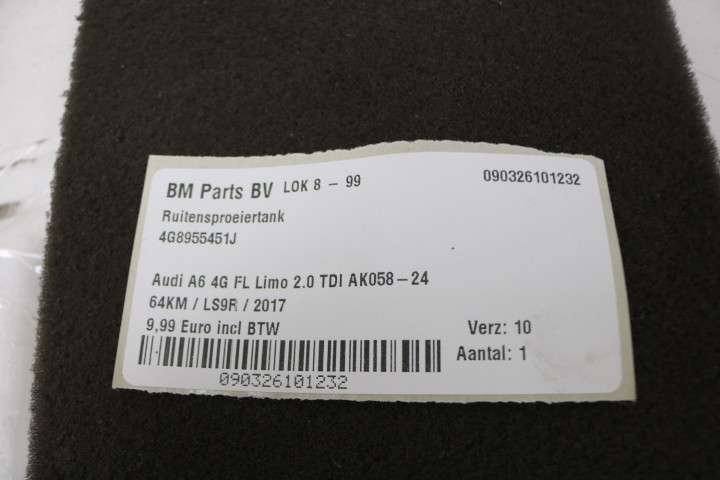 BM Parts BV LOK 8 - 99 090326101232
Ruitensproeiertank
4G8955451J
Audi A6 4G FL Limo 2.0 TDI AK058-24
64KM / LS9R / 2017
9,99 Euro incl BTW Verz: 10
Aantal: 1
090326101232